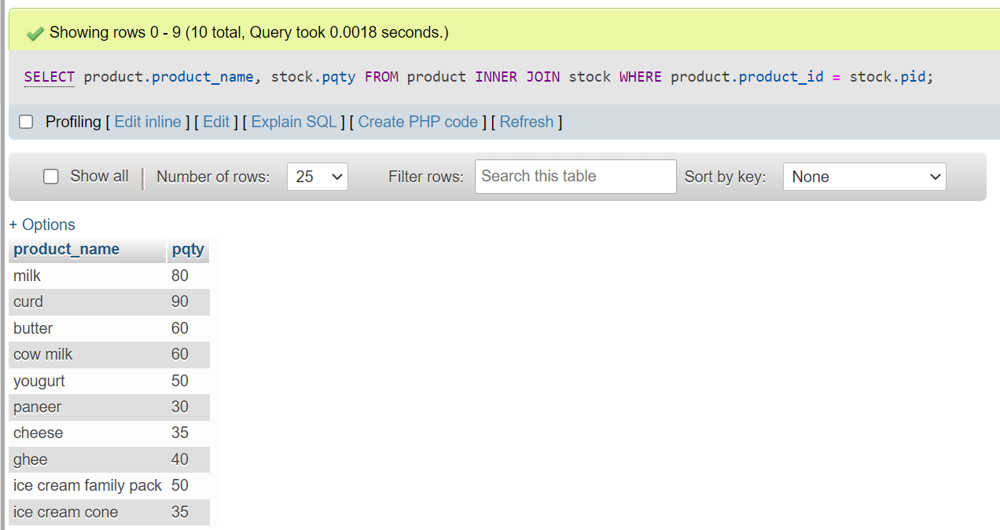 Showing rows 0 - 9 (10 total, Query took 0.0018 seconds.)
SELECT product.product_name, stock.pqty FROM product INNER JOIN stock WHERE product.product_id = stock.pid;
Profiling [ Edit inline ] [ Edit ] [ Explain SQL ] [ Create PHP code ] [ Refresh ]
Show all | Number of rows: 25 Filter rows: Search this table Sort by key: None
+ Options
product_name pqty
milk 80
curd 90
butter 60
cow milk 60
yougurt 50
paneer 30
cheese 35
ghee 40
ice cream family pack 50
ice cream cone 35